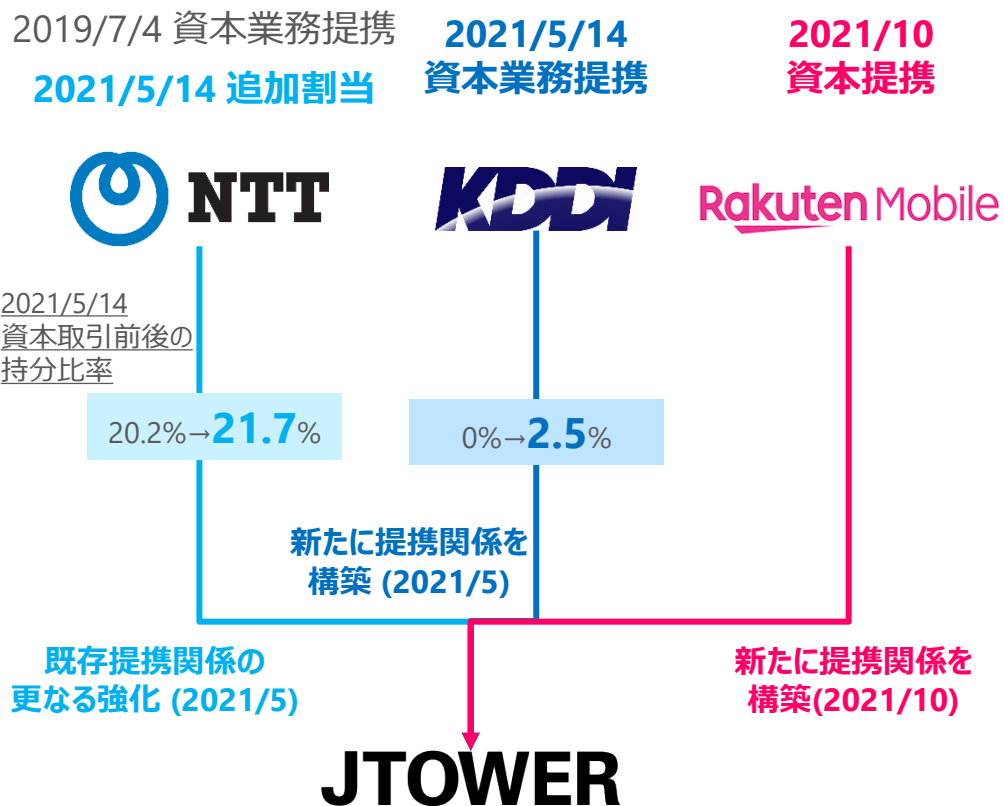 2019/7/4 資本業務提携
2021/5/14 追加割当
2021/5/14
資本業務提携
2021/10
資本提携
NTT
KDDI
Rakuten Mobile
2021/5/14
資本取引前後の
持分比率
20.2%→21.7%
0%→2.5%
新たに提携関係を
構築 (2021/5)
既存提携関係の
更なる強化 (2021/5)
新たに提携関係を
構築(2021/10)
JTOWER